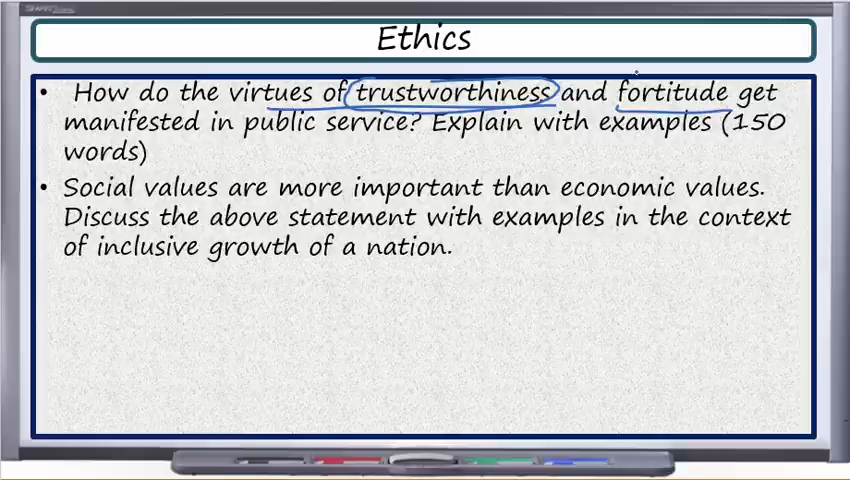 Ethics
• How do the virtues of trustworthiness and fortitude get
manifested in public service? Explain with examples (150
words)
• Social values are more important than economic values.
Discuss the above statement with examples in the context
of inclusive growth of a nation.